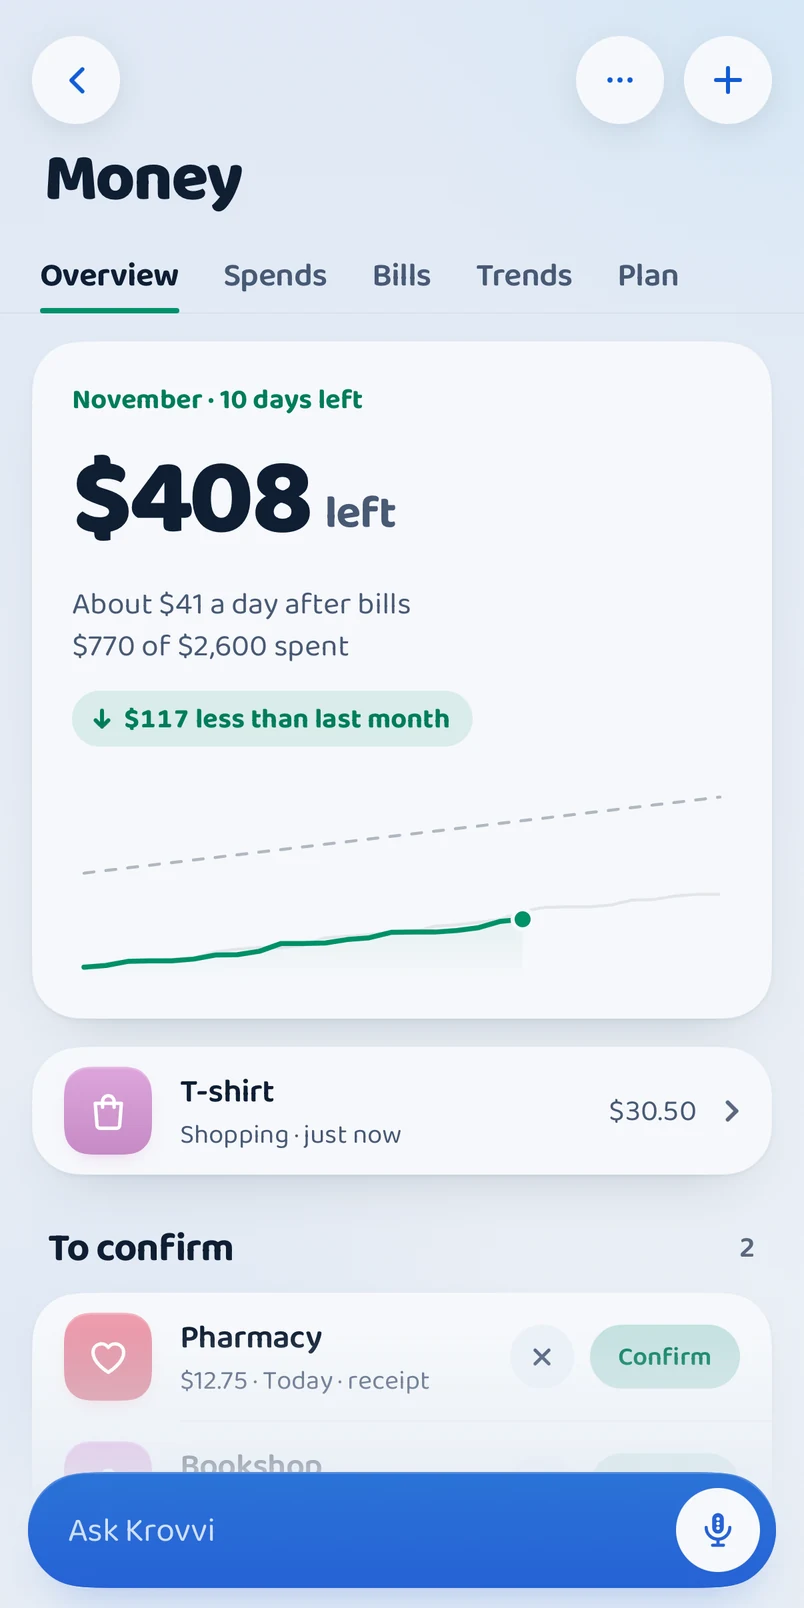 Money
Overview Spends Bills Trends Plan
November · 10 days left
$408 left
About $41 a day after bills
$770 of $2,600 spent
$117 less than last month
T-shirt
Shopping · just now
$30.50
To confirm
2
Pharmacy
$12.75 · Today · receipt
Confirm
Bookshop
Ask Krovvi